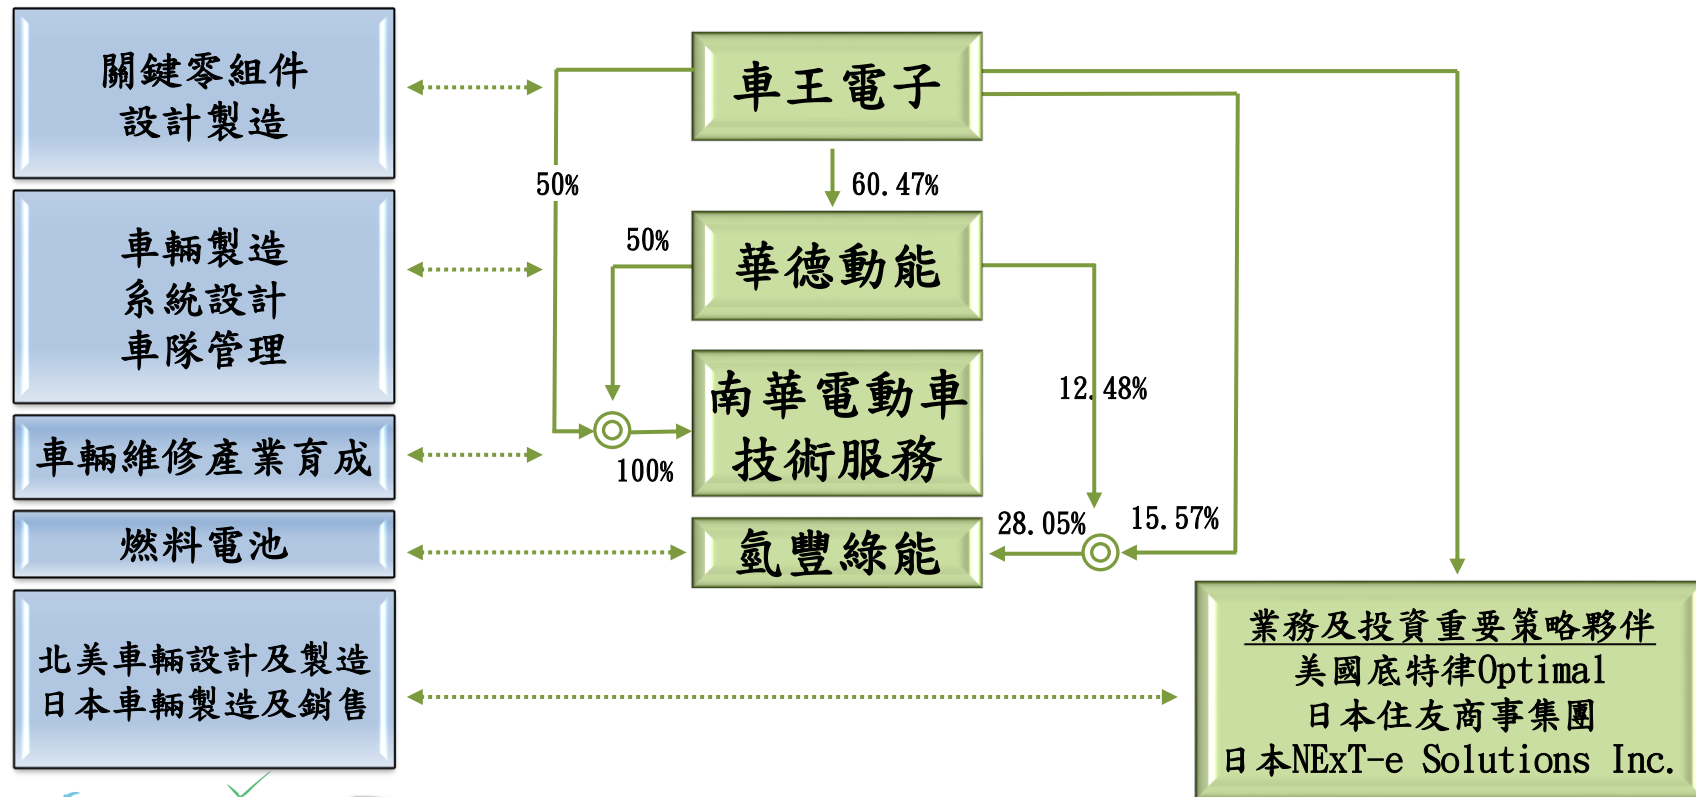 關鍵零組件
設計製造
車輛製造
系統設計
車隊管理
車輛維修產業育成
燃料電池
北美車輛設計及製造
日本車輛製造及銷售
車王電子
50%
60.47%
50%
華德動能
南華電動車
技術服務
12.48%
100%
28.05%
15.57%
氫豐綠能
業務及投資重要策略夥伴
美國底特律Optimal
日本住友商事集團
日本NExT-e Solutions Inc.